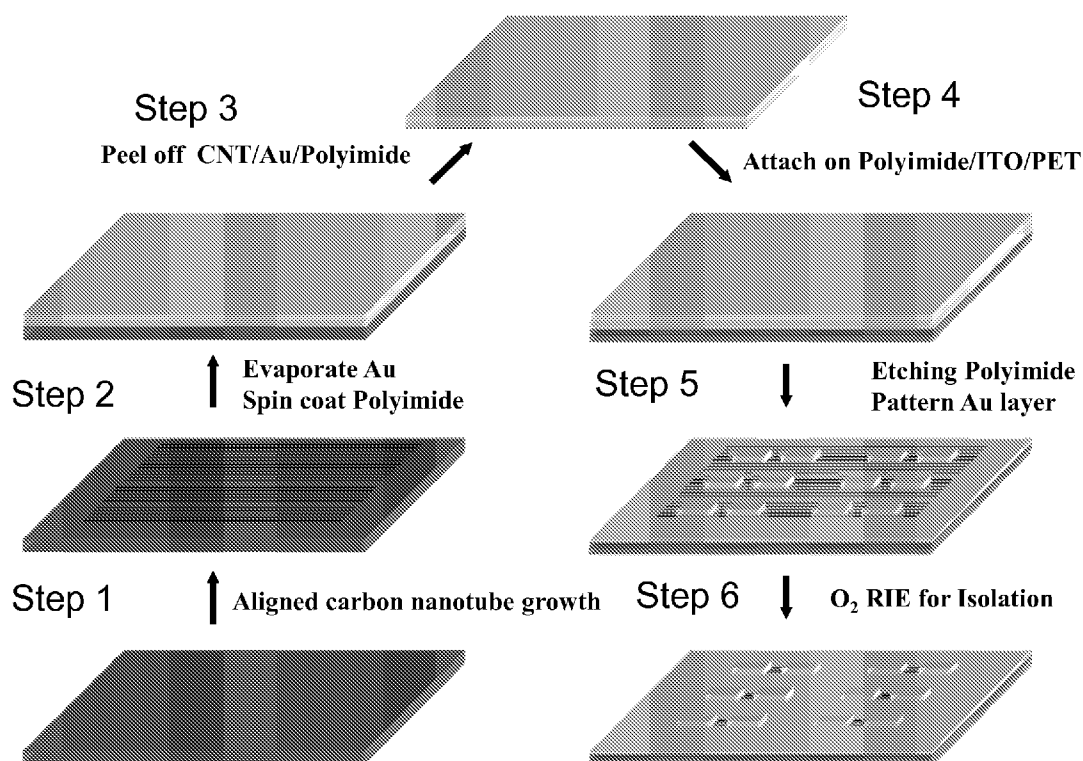 Step 3
Peel off CNT/Au/Polyimide
Step 4
Attach on Polyimide/ITO/PET
Step 2
Evaporate Au
Spin coat Polyimide
Step 5
Etching Polyimide
Pattern Au layer
Step 1
Aligned carbon nanotube growth
Step 6
O₂ RIE for Isolation